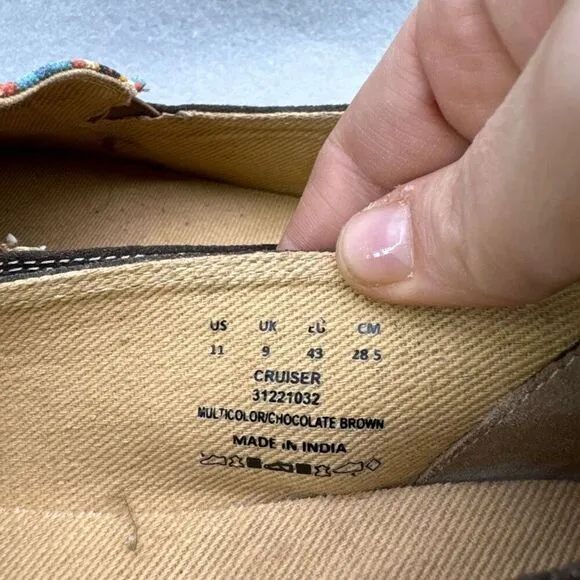 US UK EU CM
11 9 43 28 5
CRUISER
31221032
MULTICOLOR/CHOCOLATE BROWN
MADE IN INDIA